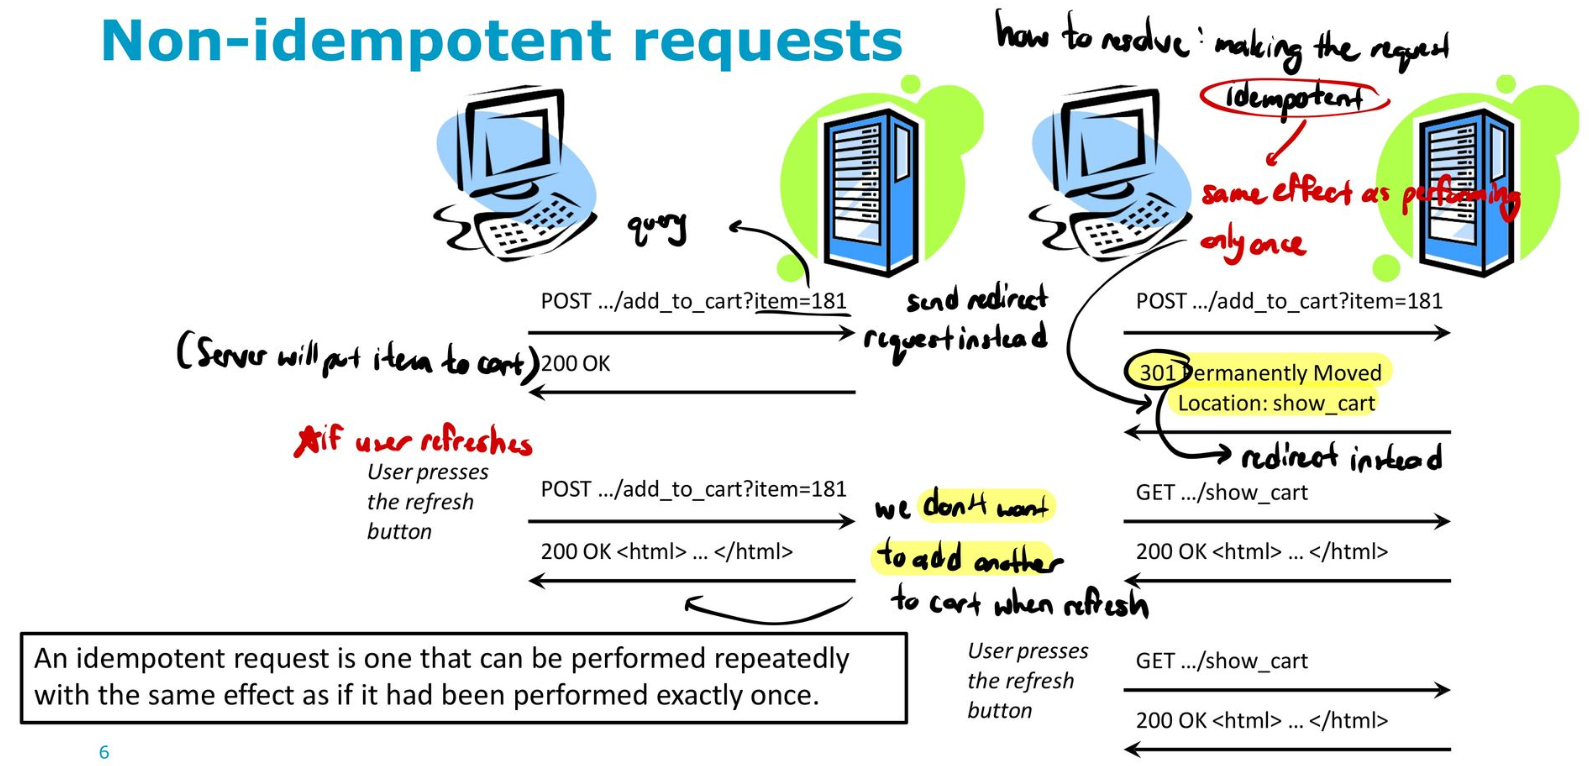 Non-idempotent requests
how to resolve: making the request
idempotent
same effect as performing
only once
query
POST .../add_to_cart?item=181
(Server will put item to cart)
200 OK
send redirect
request instead
if user refreshes
User presses
the refresh
button
POST .../add_to_cart?item=181
200 OK <html> ... </html>
we don't want
to add another
to cart when refresh
POST .../add_to_cart?item=181
301 Permanently Moved
Location: show_cart
redirect instead
GET .../show_cart
200 OK <html> ... </html>
User presses
the refresh
button
GET .../show_cart
200 OK <html> ... </html>
An idempotent request is one that can be performed repeatedly
with the same effect as if it had been performed exactly once.
6